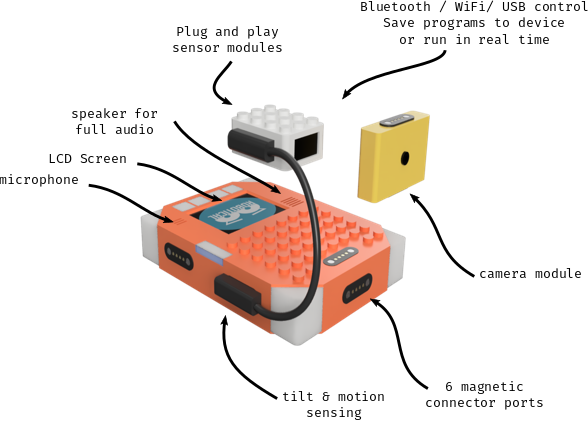 Bluetooth / WiFi/ USB control
Save programs to device
or run in real time
Plug and play
sensor modules
speaker for
full audio
LCD Screen
microphone
camera module
6 magnetic
connector ports
tilt & motion
sensing